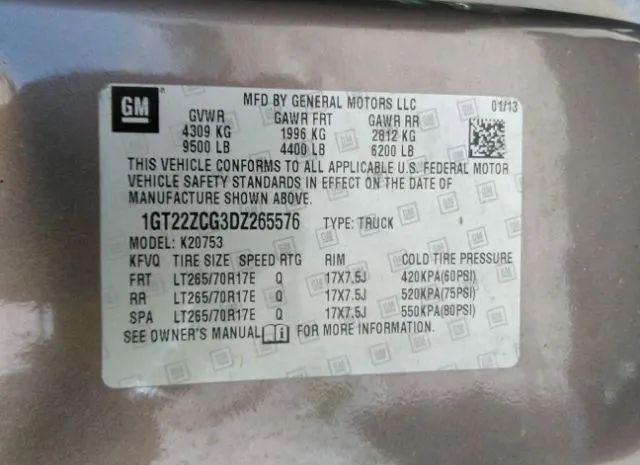 GM MFD BY GENERAL MOTORS LLC 01/13
GVWR GAWR FRT GAWR RR
4309 KG 1996 KG 2812 KG
9500 LB 4400 LB 6200 LB
THIS VEHICLE CONFORMS TO ALL APPLICABLE U.S. FEDERAL MOTOR
VEHICLE SAFETY STANDARDS IN EFFECT ON THE DATE OF
MANUFACTURE SHOWN ABOVE.
1GT22ZCG3DZ265576 TYPE: TRUCK
MODEL: K20753
KFVQ TIRE SIZE SPEED RTG RIM COLD TIRE PRESSURE
FRT LT265/70R17E Q 17X7.5J 420KPA(60PSI)
RR LT265/70R17E Q 17X7.5J 520KPA(75PSI)
SPA LT265/70R17E Q 17X7.5J 550KPA(80PSI)
SEE OWNER'S MANUAL FOR MORE INFORMATION.